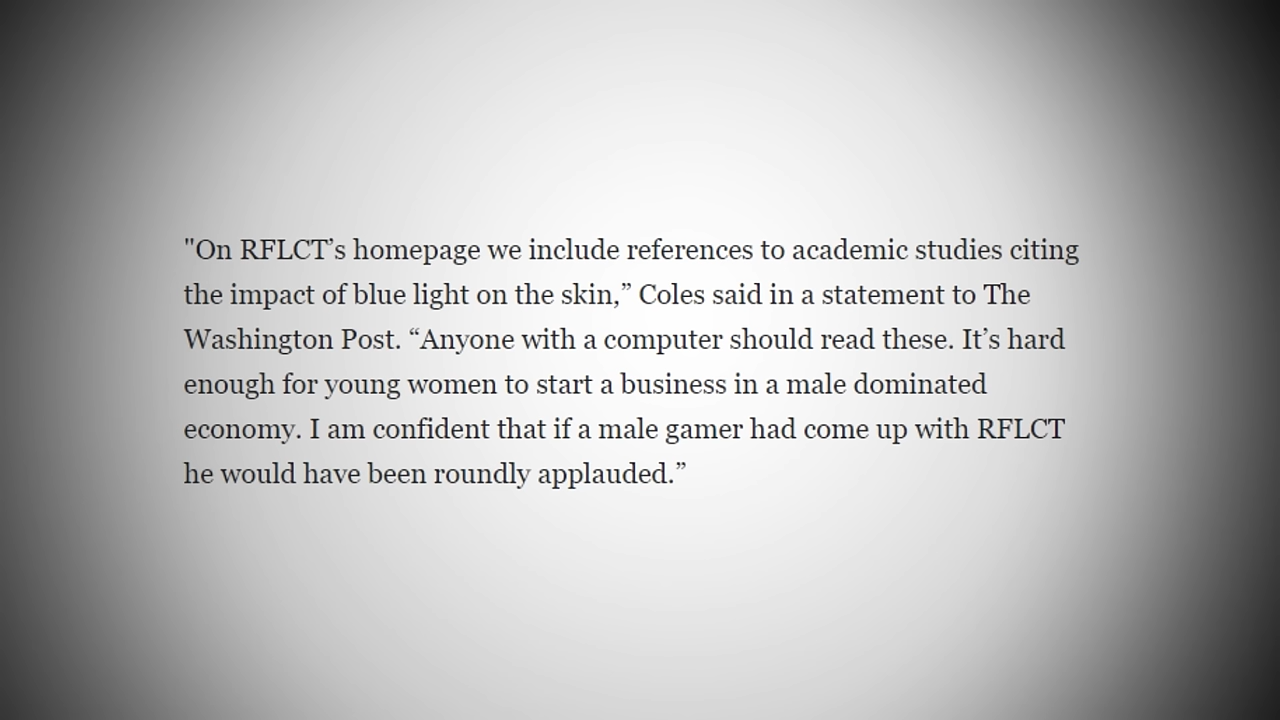 "On RFLCT’s homepage we include references to academic studies citing
the impact of blue light on the skin,” Coles said in a statement to The
Washington Post. “Anyone with a computer should read these. It’s hard
enough for young women to start a business in a male dominated
economy. I am confident that if a male gamer had come up with RFLCT
he would have been roundly applauded.”